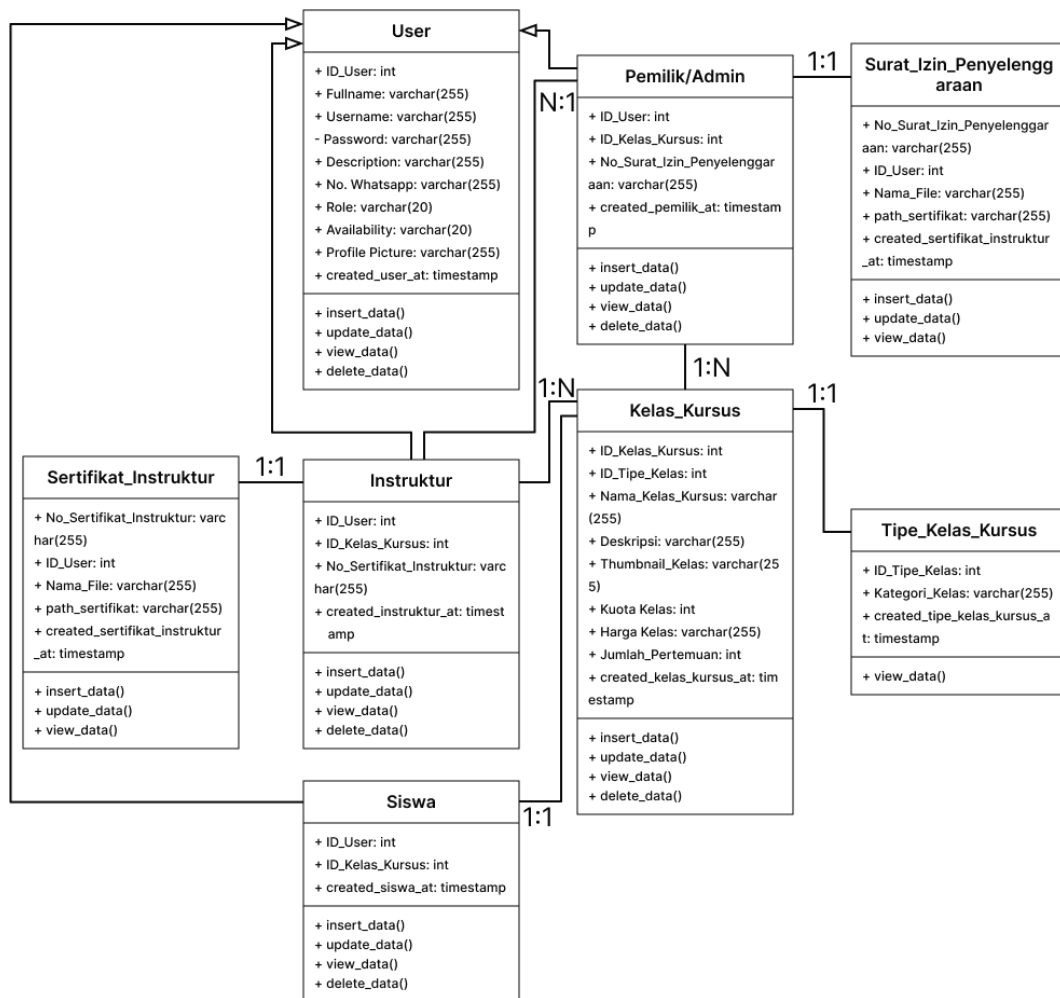 User
+ ID_User: int
+ Fullname: varchar(255)
+ Username: varchar(255)
- Password: varchar(255)
+ Description: varchar(255)
+ No. Whatsapp: varchar(255)
+ Role: varchar(20)
+ Availability: varchar(20)
+ Profile Picture: varchar(255)
+ created_user_at: timestamp
+ insert_data()
+ update_data()
+ view_data()
+ delete_data()
N:1
Pemilik/Admin
+ ID_User: int
+ ID_Kelas_Kursus: int
+ No_Surat_Izin_Penyelengga
raan: varchar(255)
+ created_pemilik_at: timestam
p
+ insert_data()
+ update_data()
+ view_data()
+ delete_data()
1:1
Surat_Izin_Penyelengg
araan
+ No_Surat_Izin_Penyelenggar
aan: varchar(255)
+ ID_User: int
+ Nama_File: varchar(255)
+ path_sertifikat: varchar(255)
+ created_sertifikat_instruktur
_at: timestamp
+ insert_data()
+ update_data()
+ view_data()
1:N
1:N
1:1
Sertifikat_Instruktur
+ No_Sertifikat_Instruktur: varc
har(255)
+ ID_User: int
+ Nama_File: varchar(255)
+ path_sertifikat: varchar(255)
+ created_sertifikat_instruktur
_at: timestamp
+ insert_data()
+ update_data()
+ view_data()
1:1
Instruktur
+ ID_User: int
+ ID_Kelas_Kursus: int
+ No_Sertifikat_Instruktur: varc
har(255)
+ created_instruktur_at: timest
amp
+ insert_data()
+ update_data()
+ view_data()
+ delete_data()
Kelas_Kursus
+ ID_Kelas_Kursus: int
+ ID_Tipe_Kelas: int
+ Nama_Kelas_Kursus: varchar
(255)
+ Deskripsi: varchar(255)
+ Thumbnail_Kelas: varchar(25
5)
+ Kuota Kelas: int
+ Harga Kelas: varchar(255)
+ Jumlah_Pertemuan: int
+ created_kelas_kursus_at: tim
estamp
+ insert_data()
+ update_data()
+ view_data()
+ delete_data()
Tipe_Kelas_Kursus
+ ID_Tipe_Kelas: int
+ Kategori_Kelas: varchar(255)
+ created_tipe_kelas_kursus_a
t: timestamp
+ view_data()
Siswa
+ ID_User: int
+ ID_Kelas_Kursus: int
+ created_siswa_at: timestamp
+ insert_data()
+ update_data()
+ view_data()
+ delete_data()
1:1